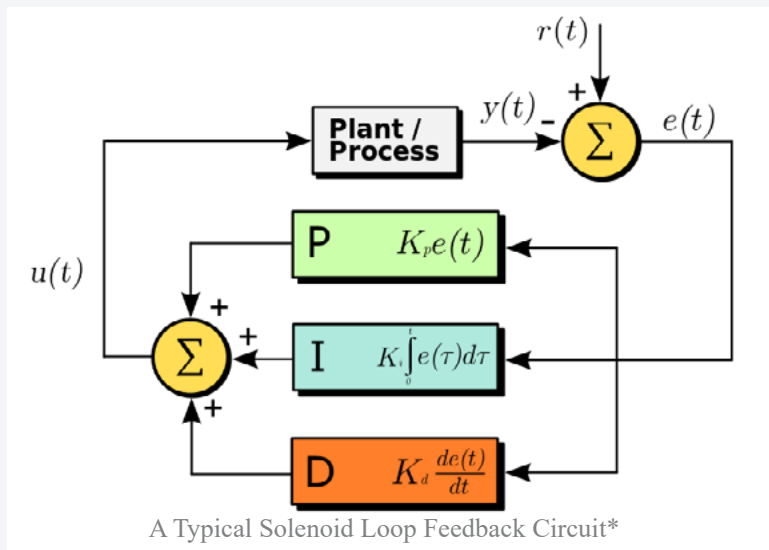 r(t)
+
Plant /
Process
y(t)
-
Σ
e(t)
P K_p e(t)
u(t)
+
+
Σ
I K_i ∫_0^t e(τ)dτ
+
D K_d de(t)/dt
A Typical Solenoid Loop Feedback Circuit*